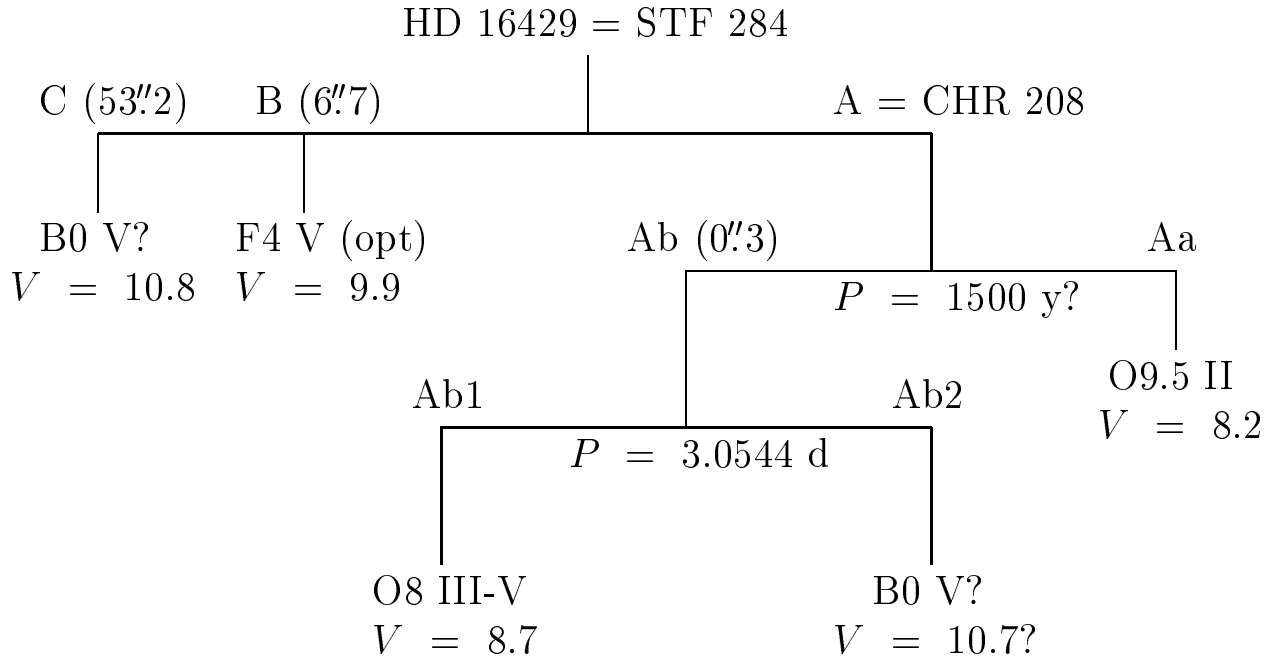 HD 16429 = STF 284
C (53″.2) B (6″.7) A = CHR 208
B0 V? F4 V (opt) Ab (0″.3) Aa
V = 10.8 V = 9.9 P = 1500 y?
O9.5 II
Ab1 Ab2
V = 8.2
P = 3.0544 d
O8 III-V B0 V?
V = 8.7 V = 10.7?